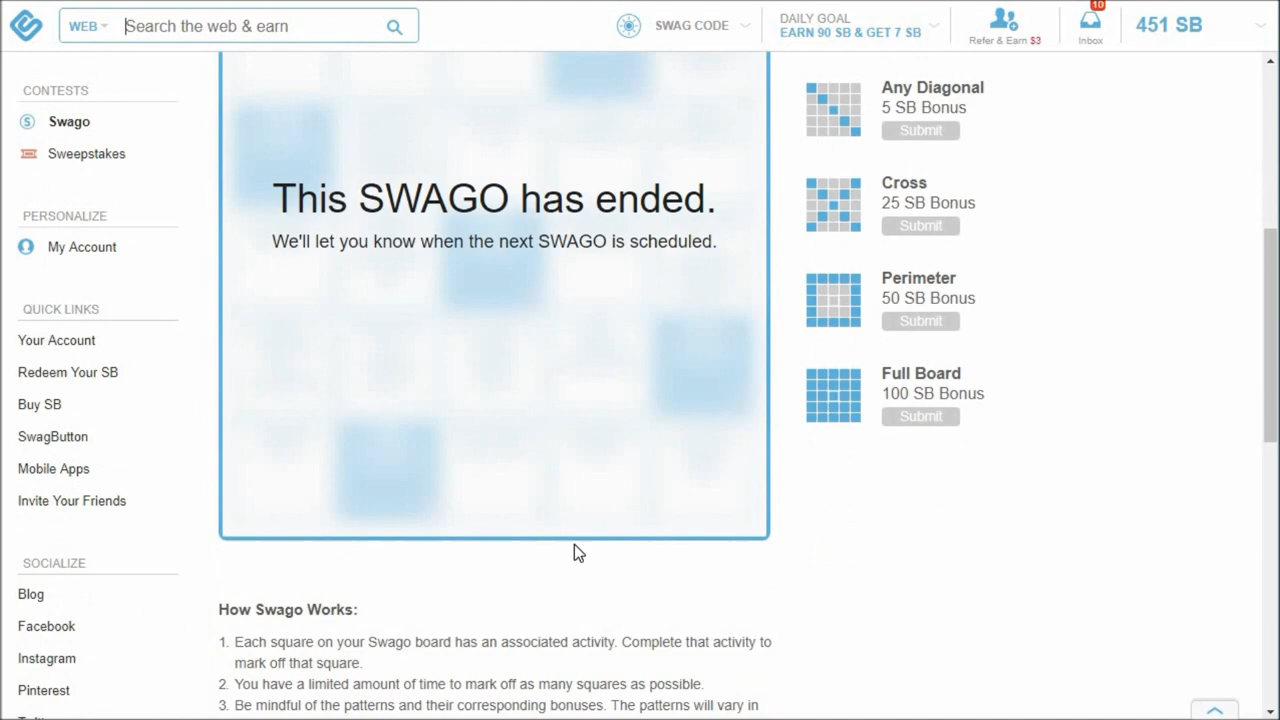 WEB
Search the web & earn
SWAG CODE
DAILY GOAL
EARN 90 SB & GET 7 SB
Refer & Earn $3
10
Inbox
451 SB
CONTESTS
Swago
Sweepstakes
PERSONALIZE
My Account
QUICK LINKS
Your Account
Redeem Your SB
Buy SB
SwagButton
Mobile Apps
Invite Your Friends
SOCIALIZE
Blog
Facebook
Instagram
Pinterest
This SWAGO has ended.
We'll let you know when the next SWAGO is scheduled.
Any Diagonal
5 SB Bonus
Submit
Cross
25 SB Bonus
Submit
Perimeter
50 SB Bonus
Submit
Full Board
100 SB Bonus
Submit
How Swago Works:
1. Each square on your Swago board has an associated activity. Complete that activity to
mark off that square.
2. You have a limited amount of time to mark off as many squares as possible.
3. Be mindful of the patterns and their corresponding bonuses. The patterns will vary in